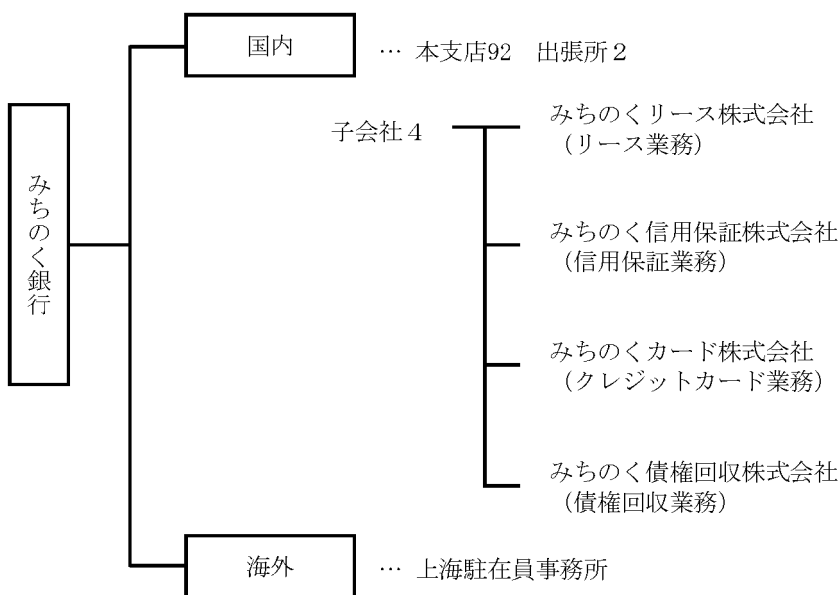 みちのく銀行
国内
… 本支店92 出張所２
子会社４
みちのくリース株式会社
（リース業務）
みちのく信用保証株式会社
（信用保証業務）
みちのくカード株式会社
（クレジットカード業務）
みちのく債権回収株式会社
（債権回収業務）
海外
… 上海駐在員事務所